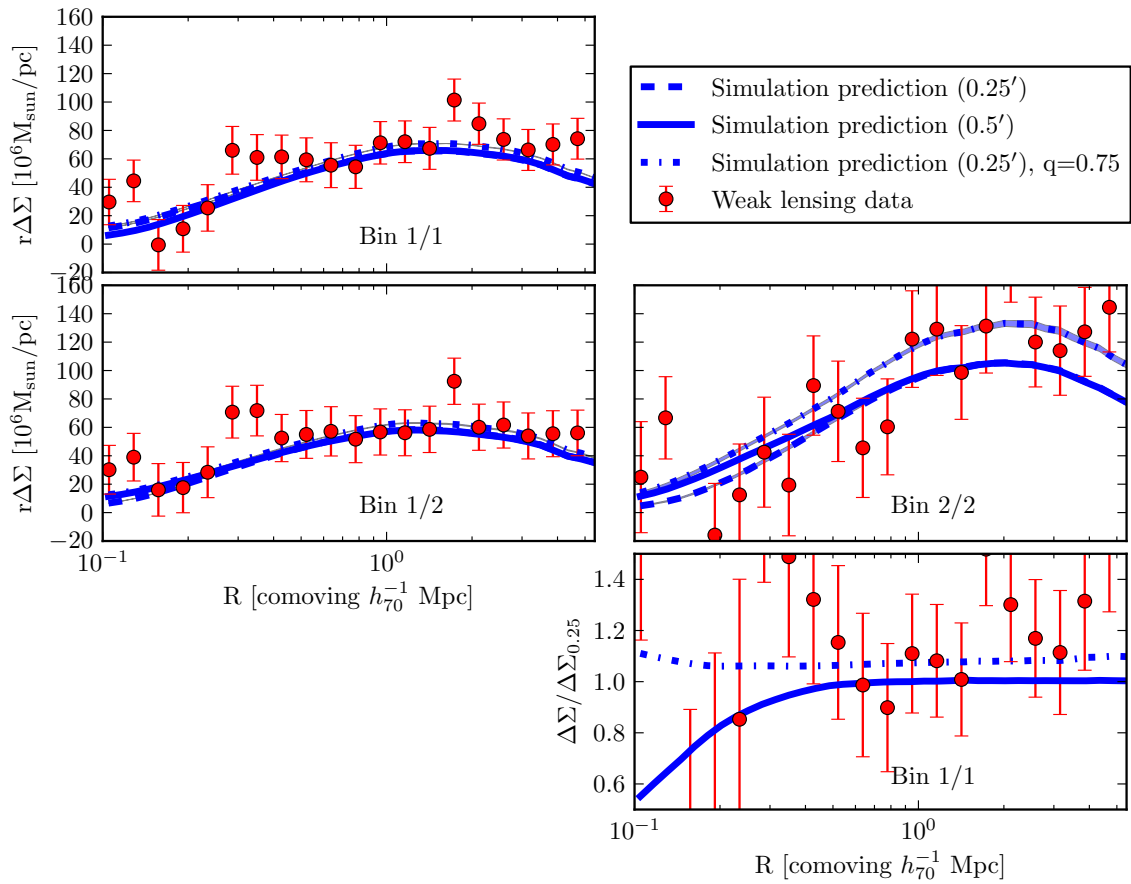 160
140
120
100
80
60
40
20
0
−20
r∆Σ [10⁶M_sun/pc]
Bin 1/1
Simulation prediction (0.25′)
Simulation prediction (0.5′)
Simulation prediction (0.25′), q=0.75
Weak lensing data
160
140
120
100
80
60
40
20
0
−20
r∆Σ [10⁶M_sun/pc]
Bin 1/2
10⁻¹
10⁰
R [comoving h₇₀⁻¹ Mpc]
Bin 2/2
1.4
1.2
1.0
0.8
0.6
∆Σ/∆Σ₀.₂₅
Bin 1/1
10⁻¹
10⁰
R [comoving h₇₀⁻¹ Mpc]